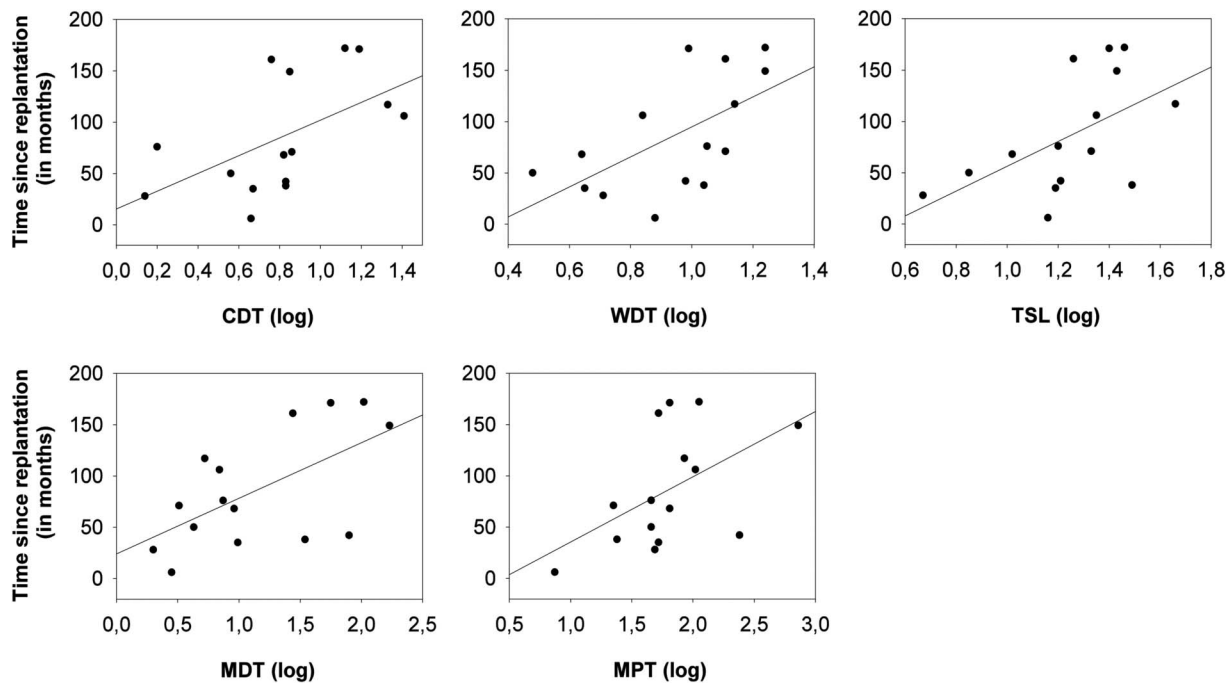 Time since replantation
(in months)
200
150
100
50
0
0,0 0,2 0,4 0,6 0,8 1,0 1,2 1,4
CDT (log)
200
150
100
50
0
0,4 0,6 0,8 1,0 1,2 1,4
WDT (log)
200
150
100
50
0
0,6 0,8 1,0 1,2 1,4 1,6 1,8
TSL (log)
Time since replantation
(in months)
200
150
100
50
0
0,0 0,5 1,0 1,5 2,0 2,5
MDT (log)
200
150
100
50
0
0,5 1,0 1,5 2,0 2,5 3,0
MPT (log)